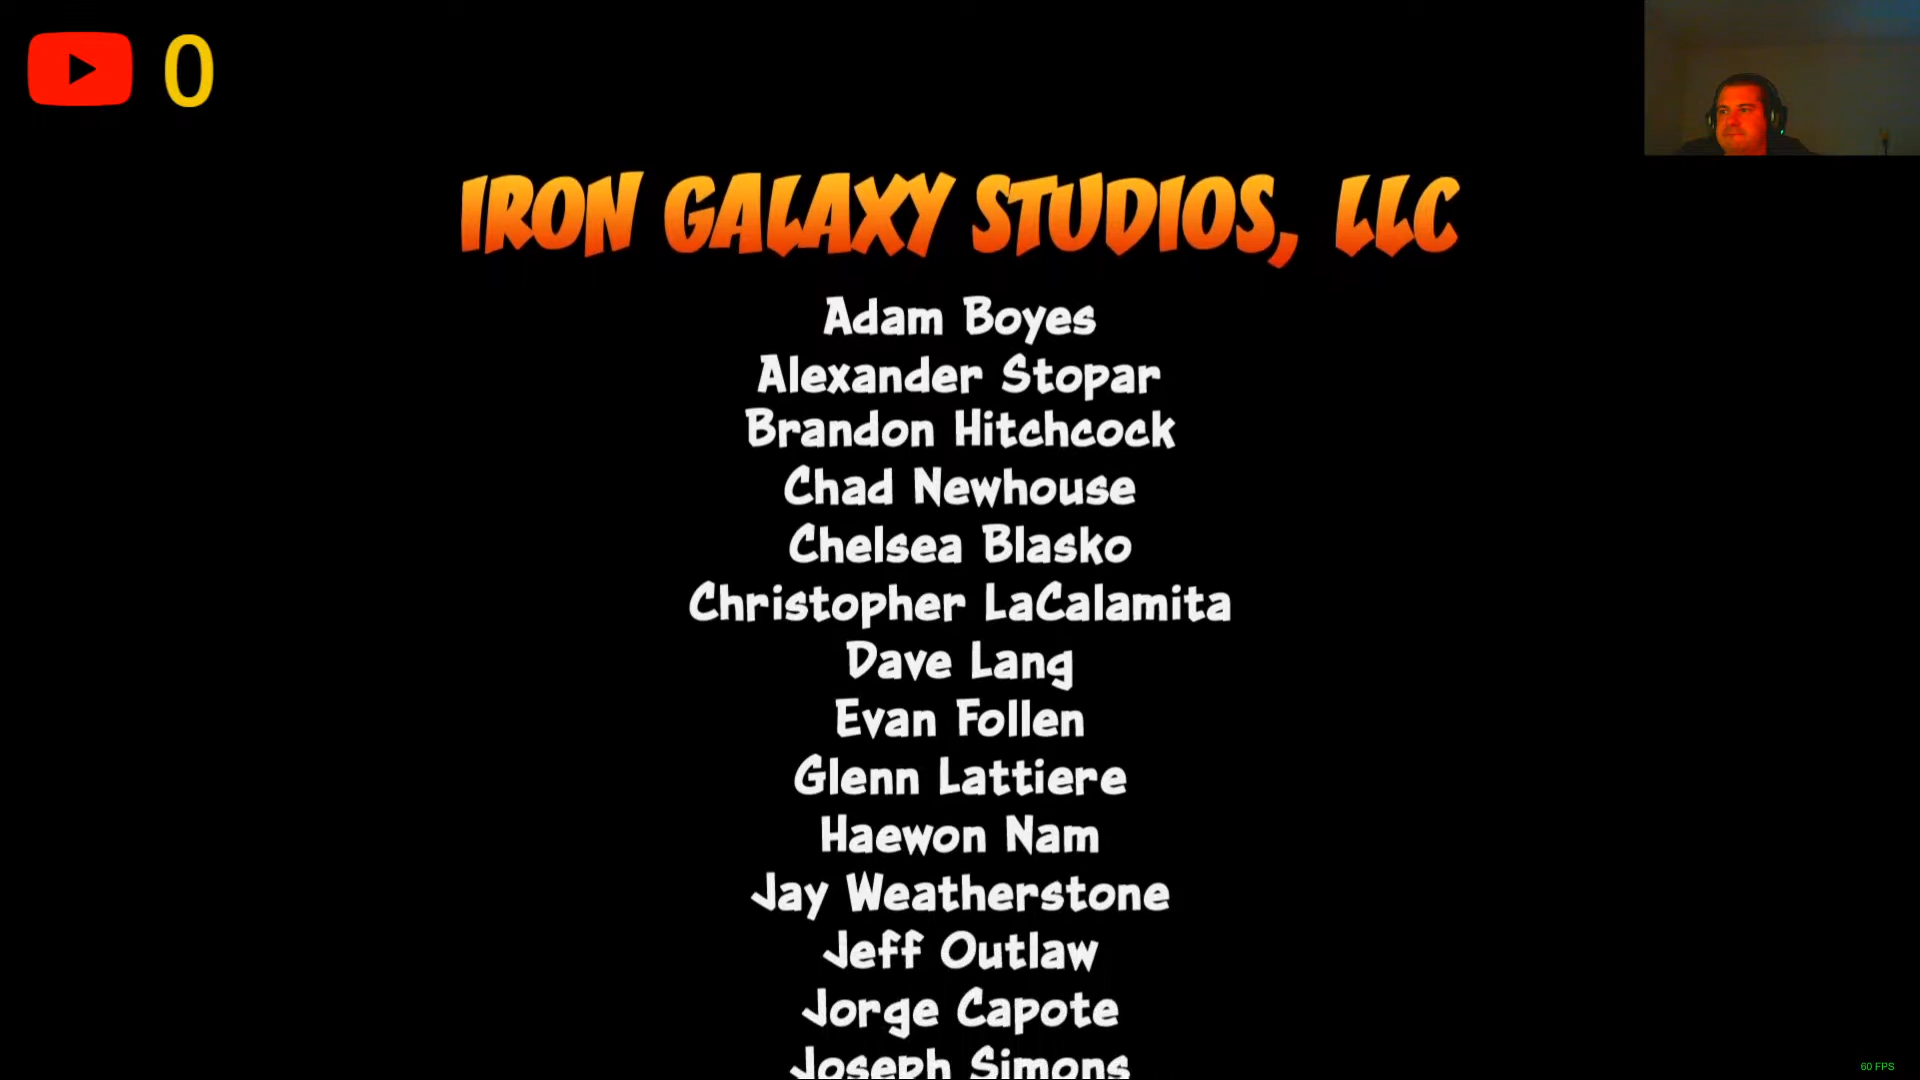 0
IRON GALAXY STUDIOS, LLC
Adam Boyes
Alexander Stopar
Brandon Hitchcock
Chad Newhouse
Chelsea Blasko
Christopher LaCalamita
Dave Lang
Evan Follen
Glenn Lattiere
Haewon Nam
Jay Weatherstone
Jeff Outlaw
Jorge Capote
Joseph Simons
60 FPS